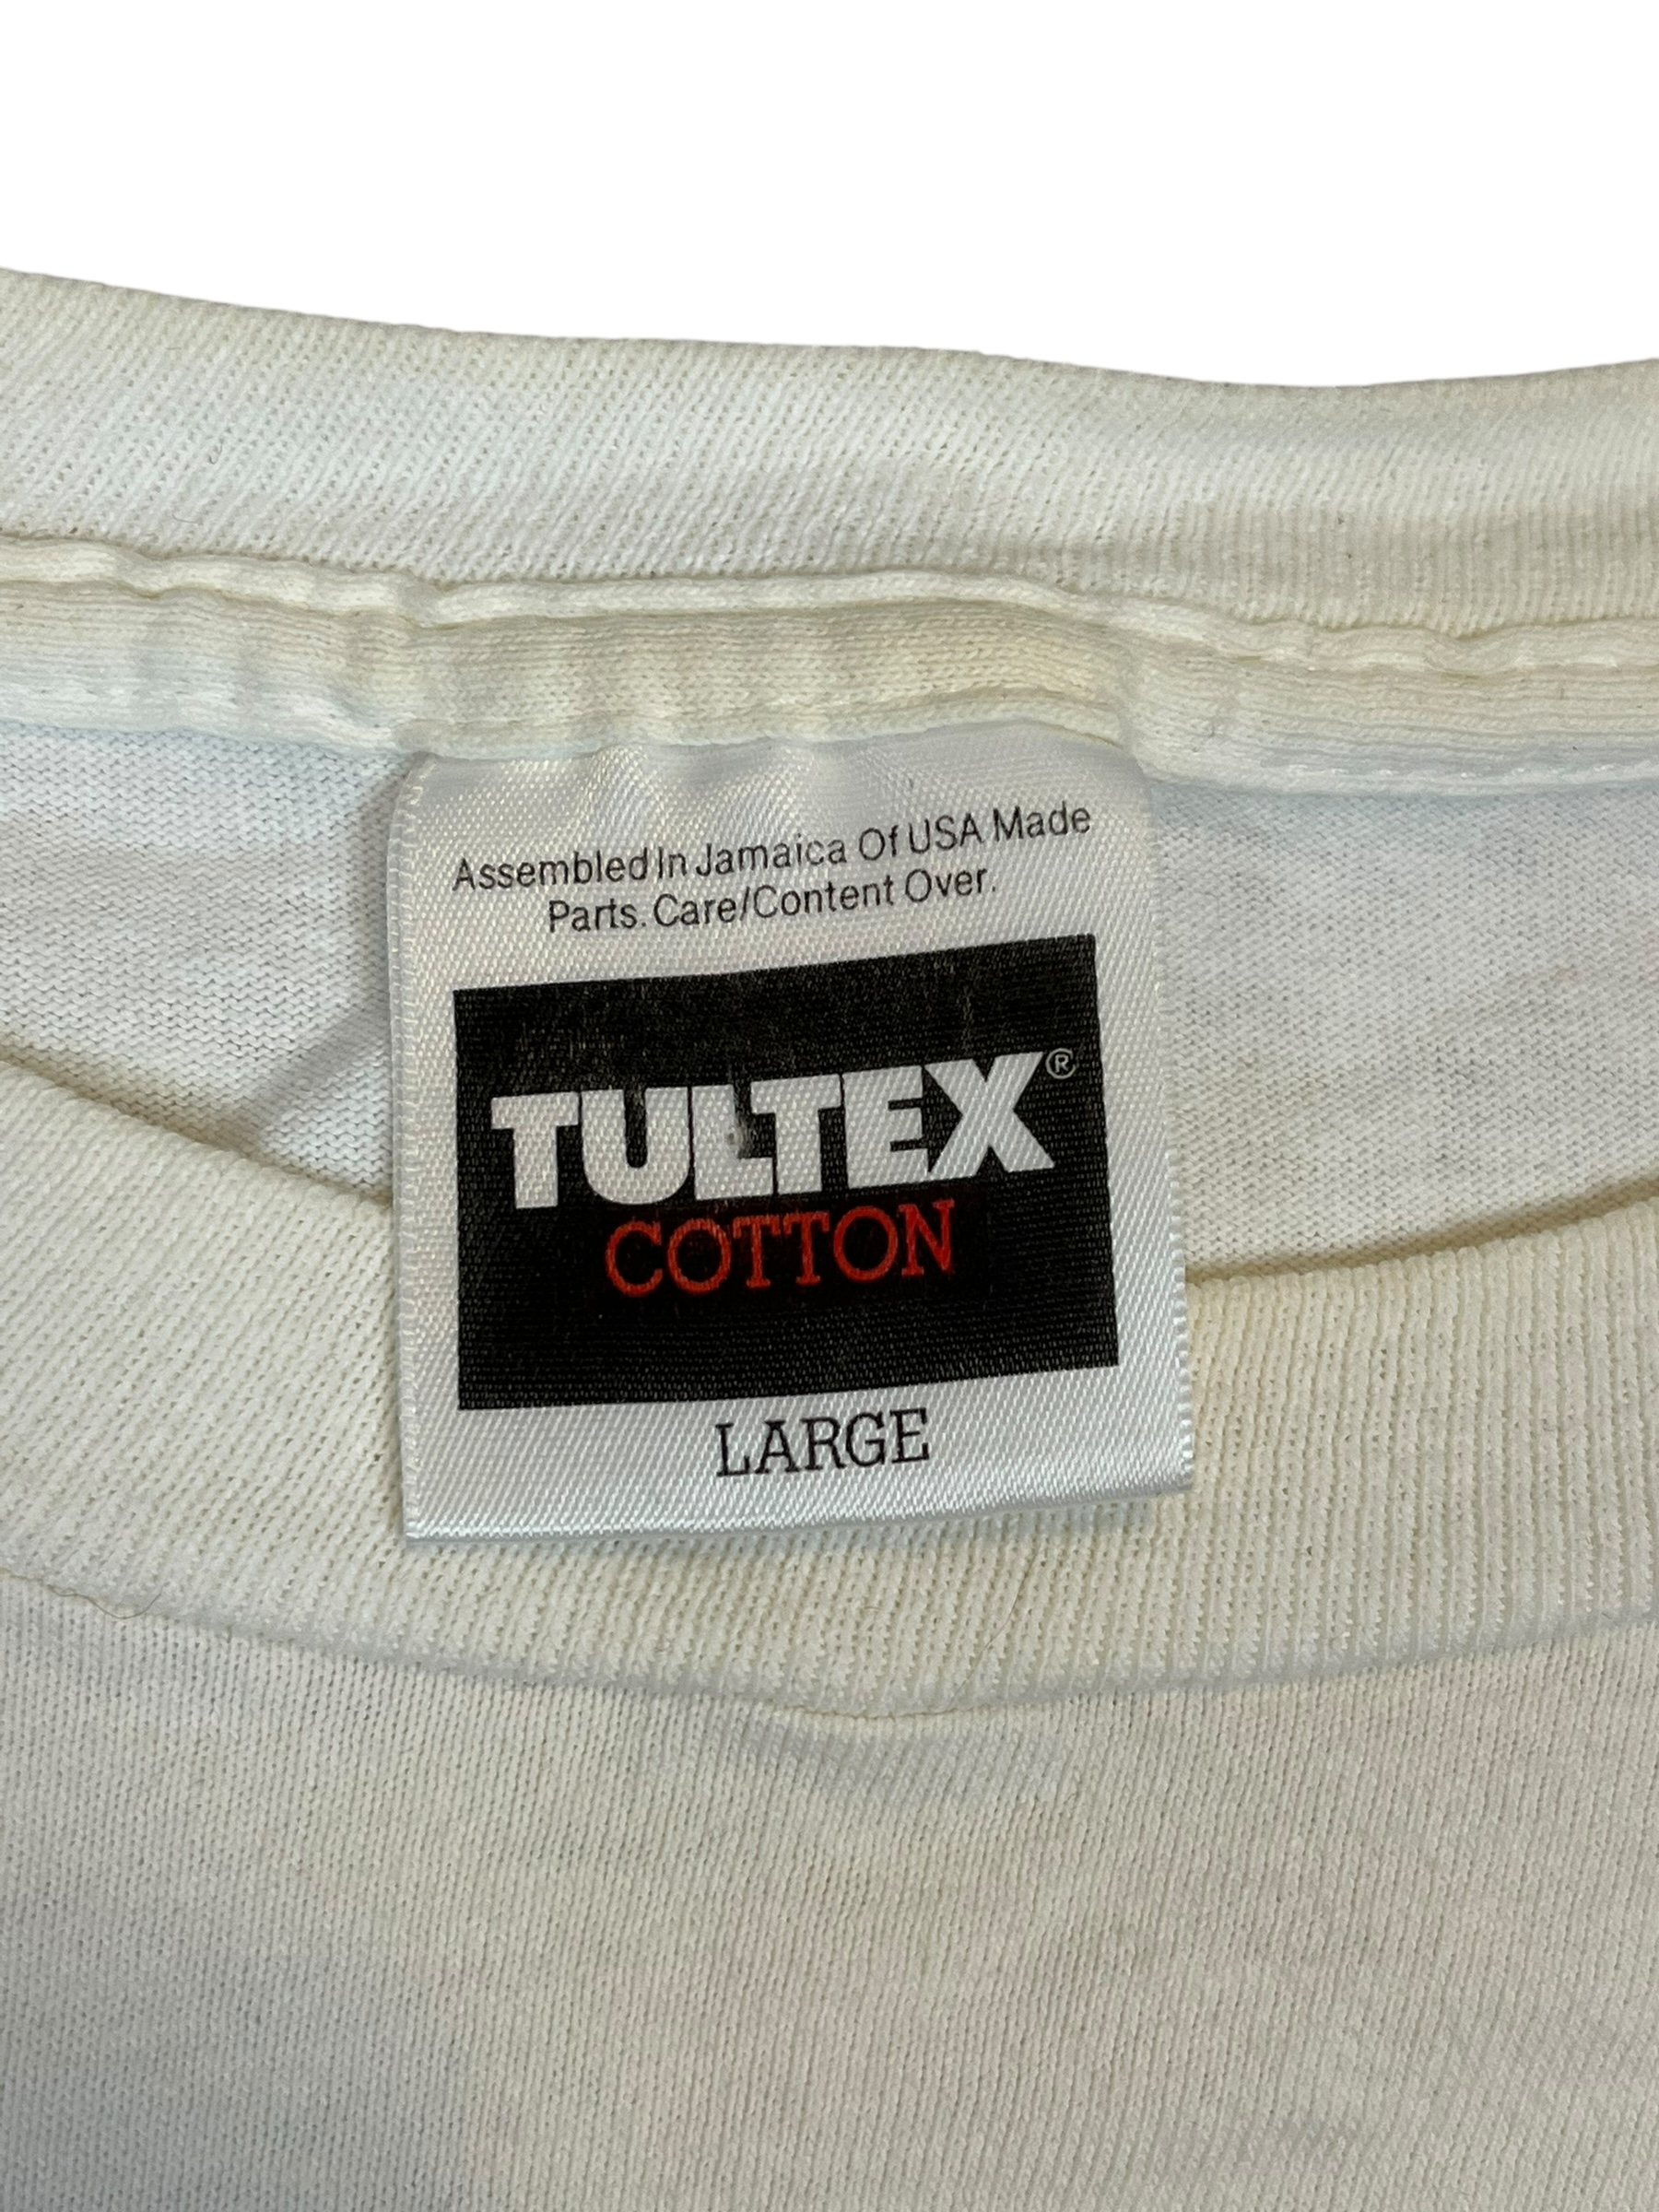 Assembled In Jamaica Of USA Made
Parts. Care/Content Over.
TULTEX®
COTTON
LARGE